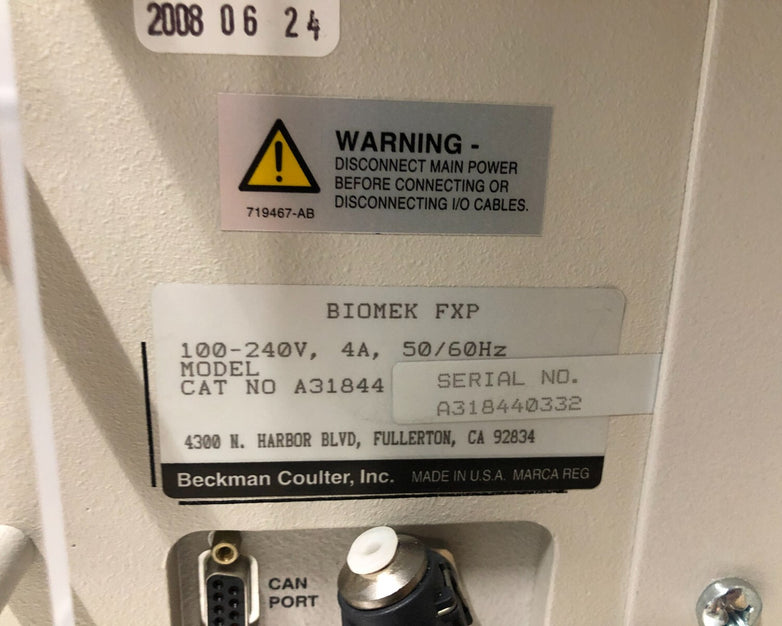 2008 06 24
WARNING -
DISCONNECT MAIN POWER
BEFORE CONNECTING OR
DISCONNECTING I/O CABLES.
719467-AB
BIOMEK FXP
100-240V, 4A, 50/60Hz
MODEL
CAT NO A31844
SERIAL NO.
A318440332
4300 N. HARBOR BLVD, FULLERTON, CA 92834
Beckman Coulter, Inc. MADE IN U.S.A. MARCA REG
CAN
PORT